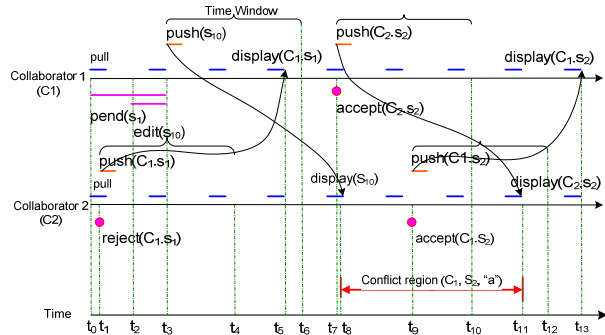 Time Window
push(s₁₀)
push(C₂.s₂)
pull
display(C₁.s₁)
display(C₁.s₂)
Collaborator 1
(C1)
accept(C₂.s₂)
pend(s₁)
edit(s₁₀)
push(C₁.s₁)
push(C1.s₂)
pull
display(S₁₀)
display(C₂.s₂)
Collaborator 2
(C2)
reject(C₁.s₁)
accept(C₁.S₂)
Conflict region (C₁, S₂, “a”)
Time
t₀ t₁ t₂ t₃ t₄ t₅ t₆ t₇ t₈ t₉ t₁₀ t₁₁ t₁₂ t₁₃